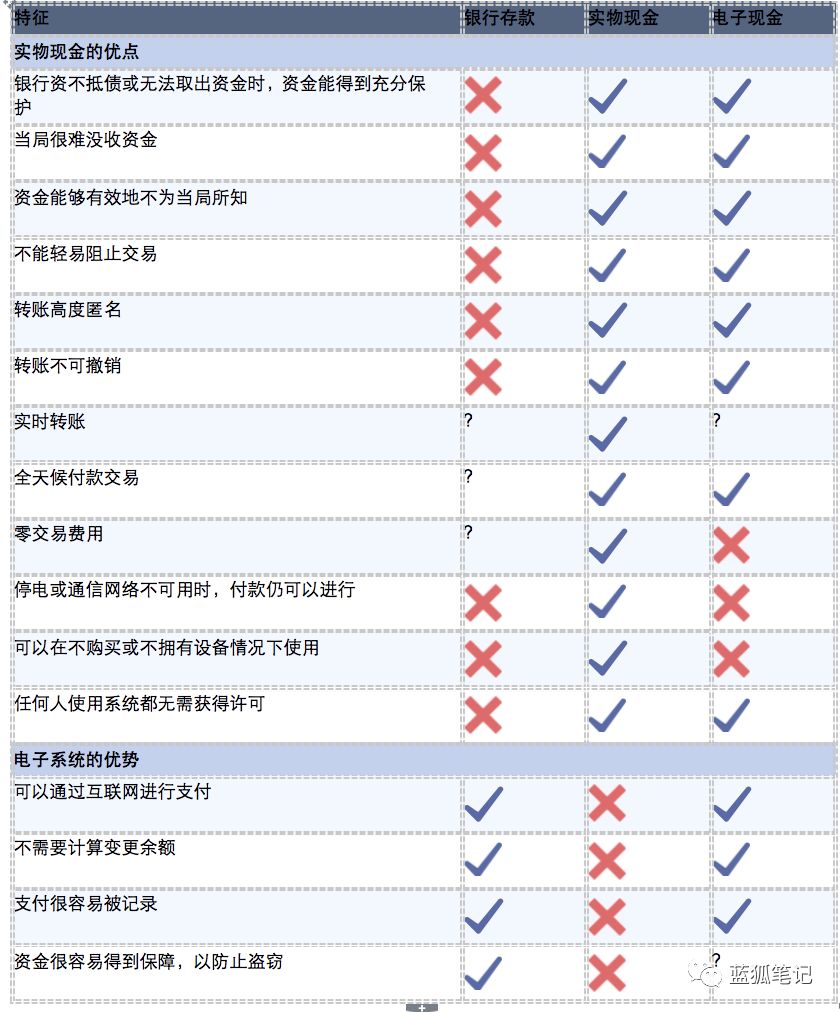 特征 银行存款 实物现金 电子现金
实物现金的优点
银行资不抵债或无法取出资金时，资金能得到充分保
护
当局很难没收资金
资金能够有效地不为当局所知
不能轻易阻止交易
转账高度匿名
转账不可撤销
实时转账 ? ?
全天候付款交易 ?
零交易费用 ?
停电或通信网络不可用时，付款仍可以进行
可以在不购买或不拥有设备情况下使用
任何人使用系统都无需获得许可
电子系统的优势
可以通过互联网进行支付
不需要计算变更余额
支付很容易被记录
资金很容易得到保障，以防止盗窃 ?
蓝狐笔记